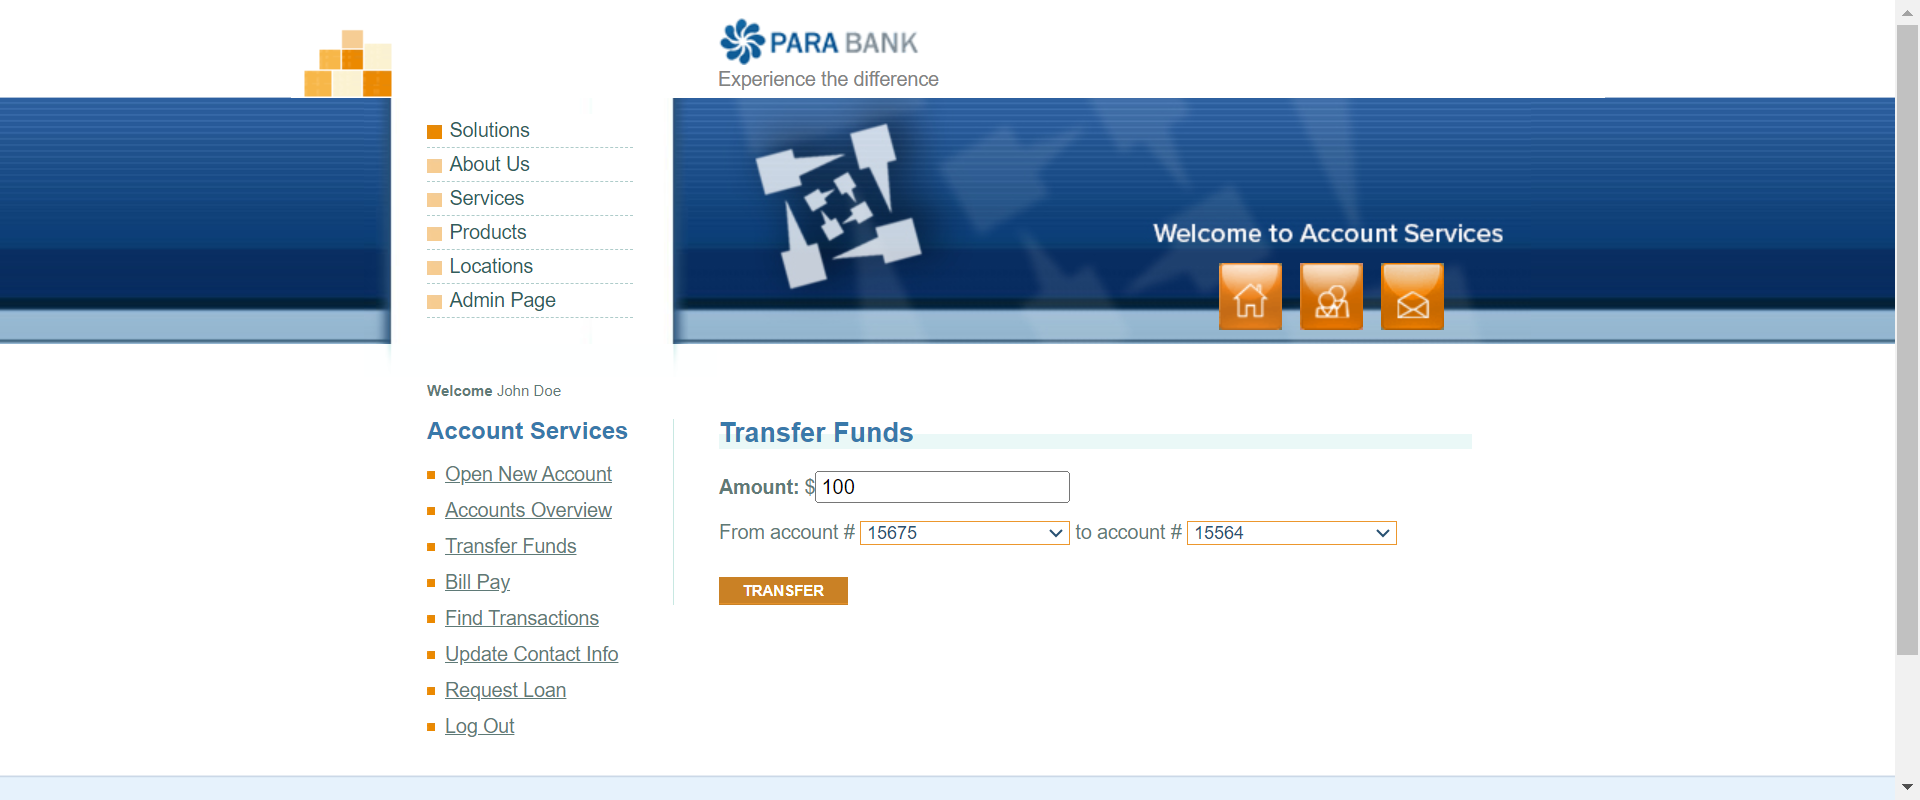 PARA BANK
Experience the difference
Solutions
About Us
Services
Products
Locations
Admin Page
Welcome to Account Services
Welcome John Doe
Account Services
Open New Account
Accounts Overview
Transfer Funds
Bill Pay
Find Transactions
Update Contact Info
Request Loan
Log Out
Transfer Funds
Amount: $ 100
From account # 15675 to account # 15564
TRANSFER